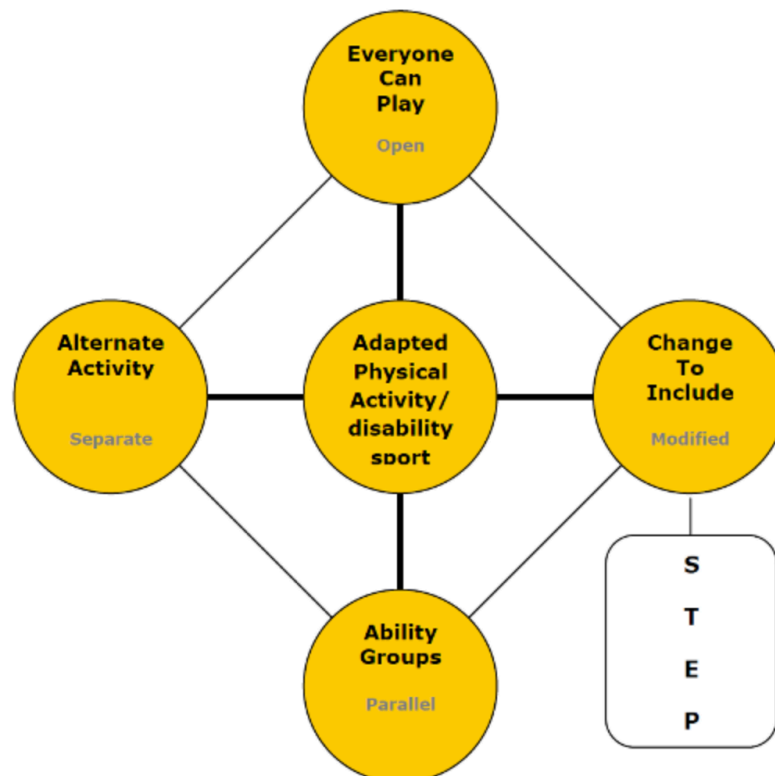 Everyone
Can
Play
Open
Alternate
Activity
Separate
Adapted
Physical
Activity/
disability
sport
Change
To
Include
Modified
Ability
Groups
Parallel
S
T
E
P